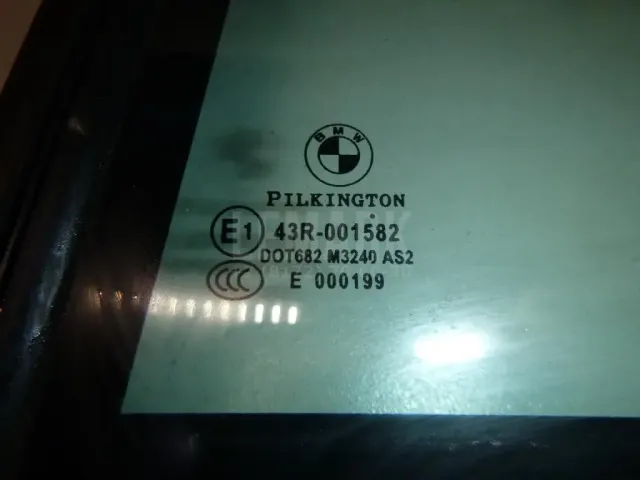 BMW
PILKINGTON
E1 43R-001582
DOT682 M3240 AS2
CCC E 000199